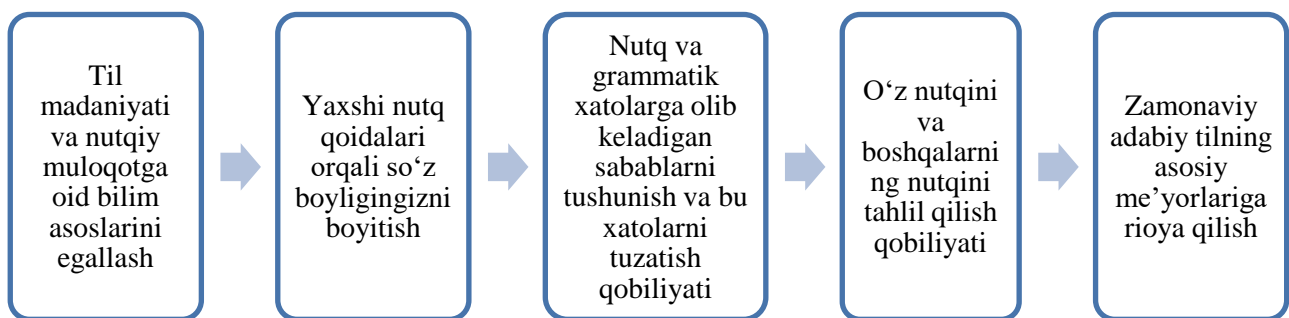 Til
madaniyati
va nutqiy
muloqotga
oid bilim
asoslarini
egallash
Yaxshi nutq
qoidalari
orqali so‘z
boyligingizni
boyitish
Nutq va
grammatik
xatolarga olib
keladigan
sabablarni
tushunish va bu
xatolarni
tuzatish
qobiliyati
O‘z nutqini
va
boshqalarni
ng nutqini
tahlil qilish
qobiliyati
Zamonaviy
adabiy tilning
asosiy
me’yorlariga
rioya qilish